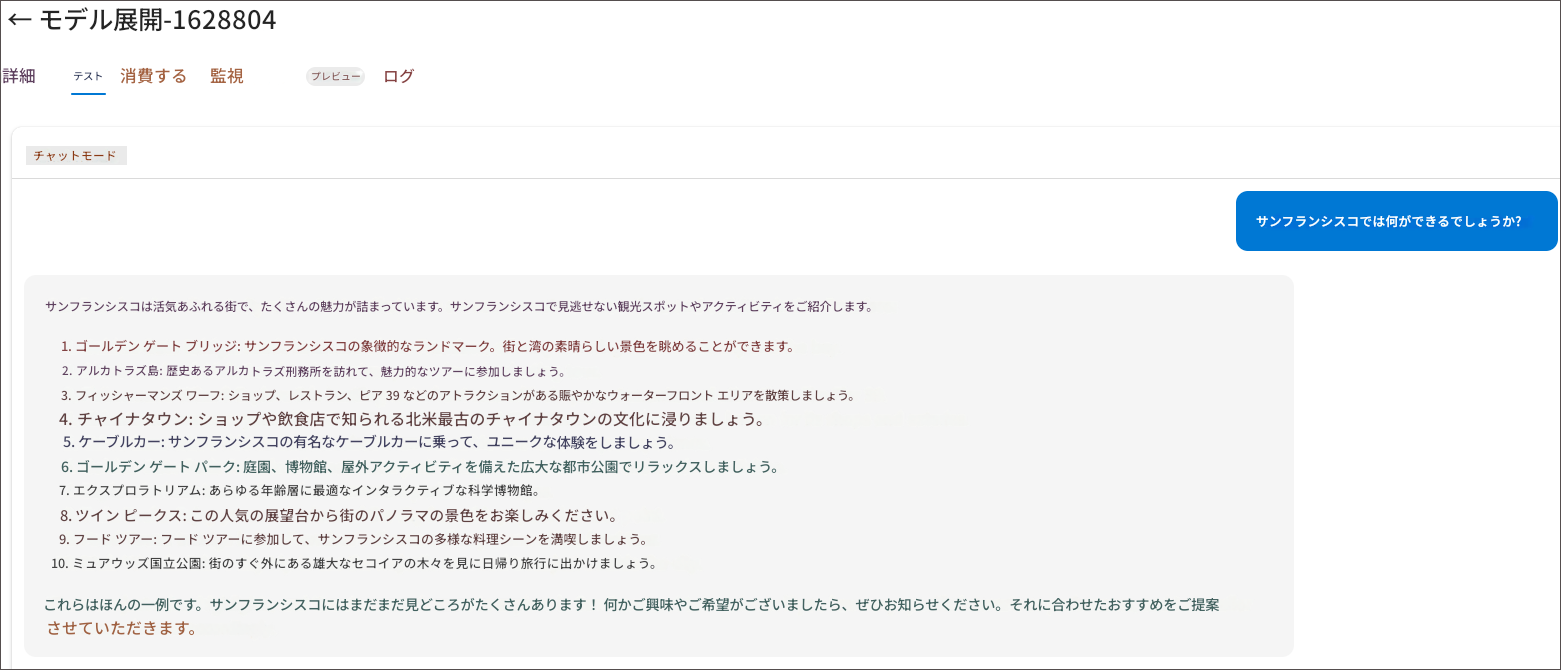 ← モデル展開-1628804
詳細 テスト 消費する 監視 プレビュー ログ
チャットモード
サンフランシスコでは何ができるでしょうか?
サンフランシスコは活気あふれる街で、たくさんの魅力が詰まっています。サンフランシスコで見逃せない観光スポットやアクティビティをご紹介します。
1. ゴールデン ゲート ブリッジ: サンフランシスコの象徴的なランドマーク。街と湾の素晴らしい景色を眺めることができます。
2. アルカトラズ島: 歴史あるアルカトラズ刑務所を訪れて、魅力的なツアーに参加しましょう。
3. フィッシャーマンズ ワーフ: ショップ、レストラン、ピア 39 などのアトラクションがある賑やかなウォーターフロント エリアを散策しましょう。
4. チャイナタウン: ショップや飲食店で知られる北米最古のチャイナタウンの文化に浸りましょう。
5. ケーブルカー: サンフランシスコの有名なケーブルカーに乗って、ユニークな体験をしましょう。
6. ゴールデン ゲート パーク: 庭園、博物館、屋外アクティビティを備えた広大な都市公園でリラックスしましょう。
7. エクスプロラトリアム: あらゆる年齢層に最適なインタラクティブな科学博物館。
8. ツイン ピークス: この人気の展望台から街のパノラマの景色をお楽しみください。
9. フード ツアー: フード ツアーに参加して、サンフランシスコの多様な料理シーンを満喫しましょう。
10. ミュアウッズ国立公園: 街のすぐ外にある雄大なセコイアの木々を見に日帰り旅行に出かけましょう。
これらはほんの一例です。サンフランシスコにはまだまだ見どころがたくさんあります！ 何かご興味やご希望がございましたら、ぜひお知らせください。それに合わせたおすすめをご提案
させていただきます。